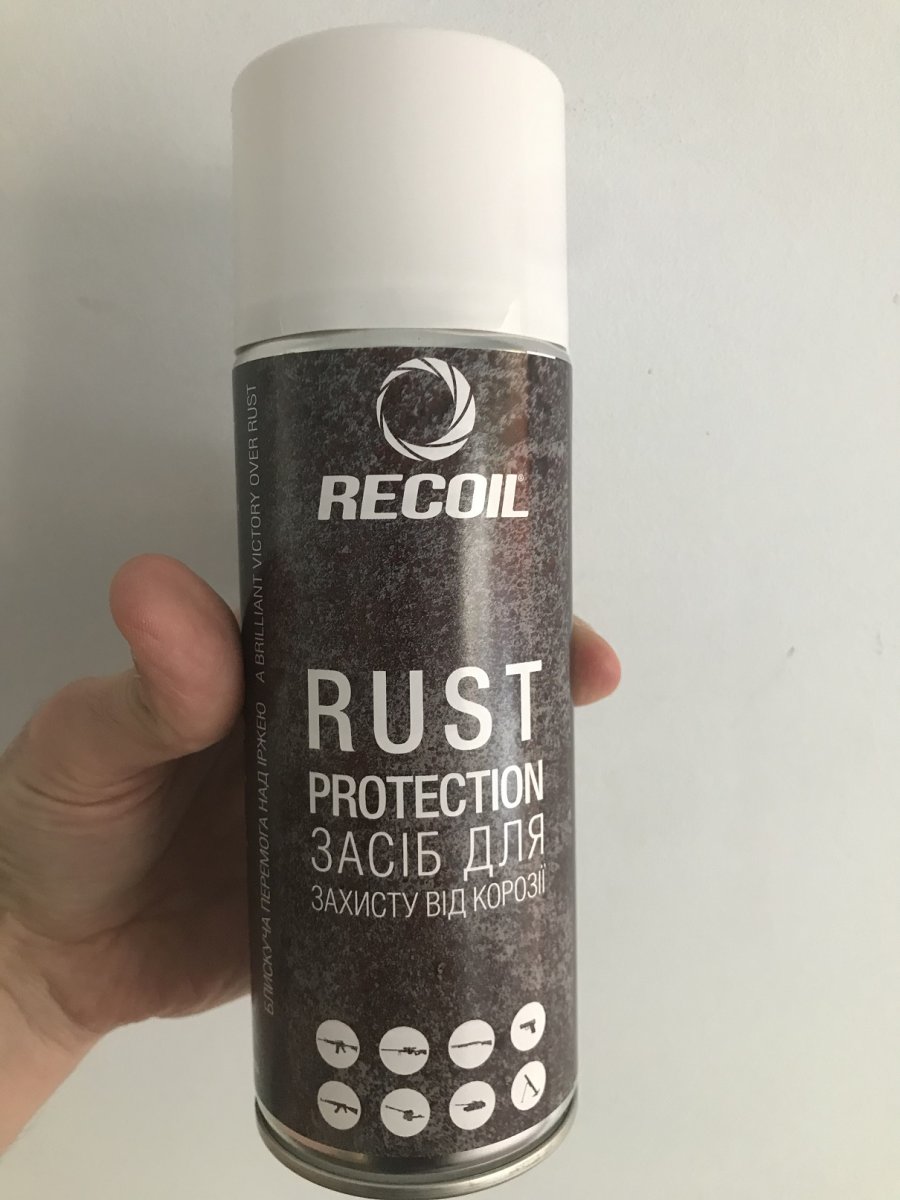 RECOIL
RUST
PROTECTION
ЗАСІБ ДЛЯ
ЗАХИСТУ ВІД КОРОЗІЇ
БЛИСКУЧА ПЕРЕМОГА НАД ІРЖЕЮ A BRILLIANT VICTORY OVER RUST